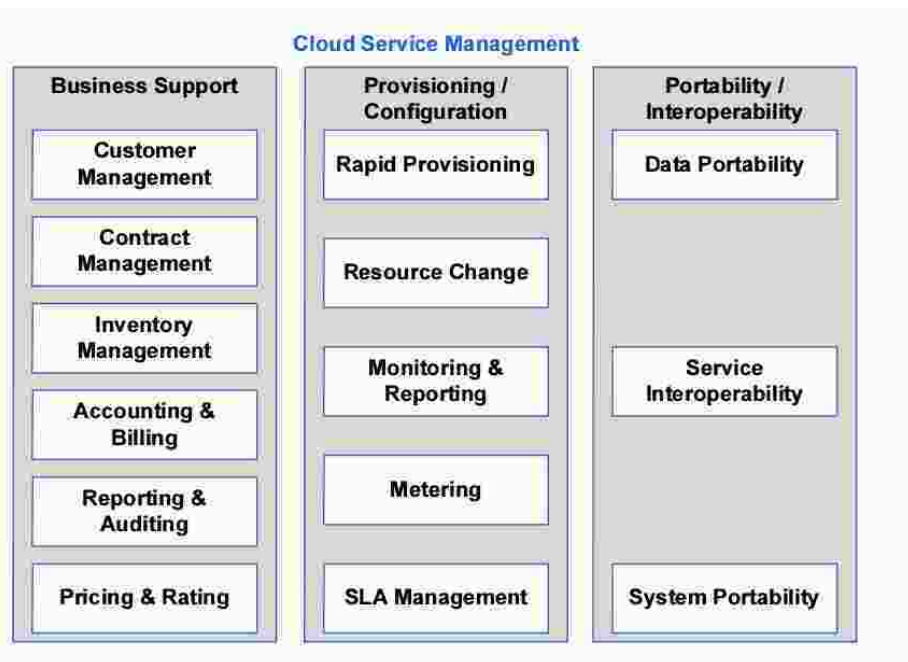 Cloud Service Management
Business Support
Customer
Management
Contract
Management
Inventory
Management
Accounting &
Billing
Reporting &
Auditing
Pricing & Rating
Provisioning /
Configuration
Rapid Provisioning
Resource Change
Monitoring &
Reporting
Metering
SLA Management
Portability /
Interoperability
Data Portability
Service
Interoperability
System Portability